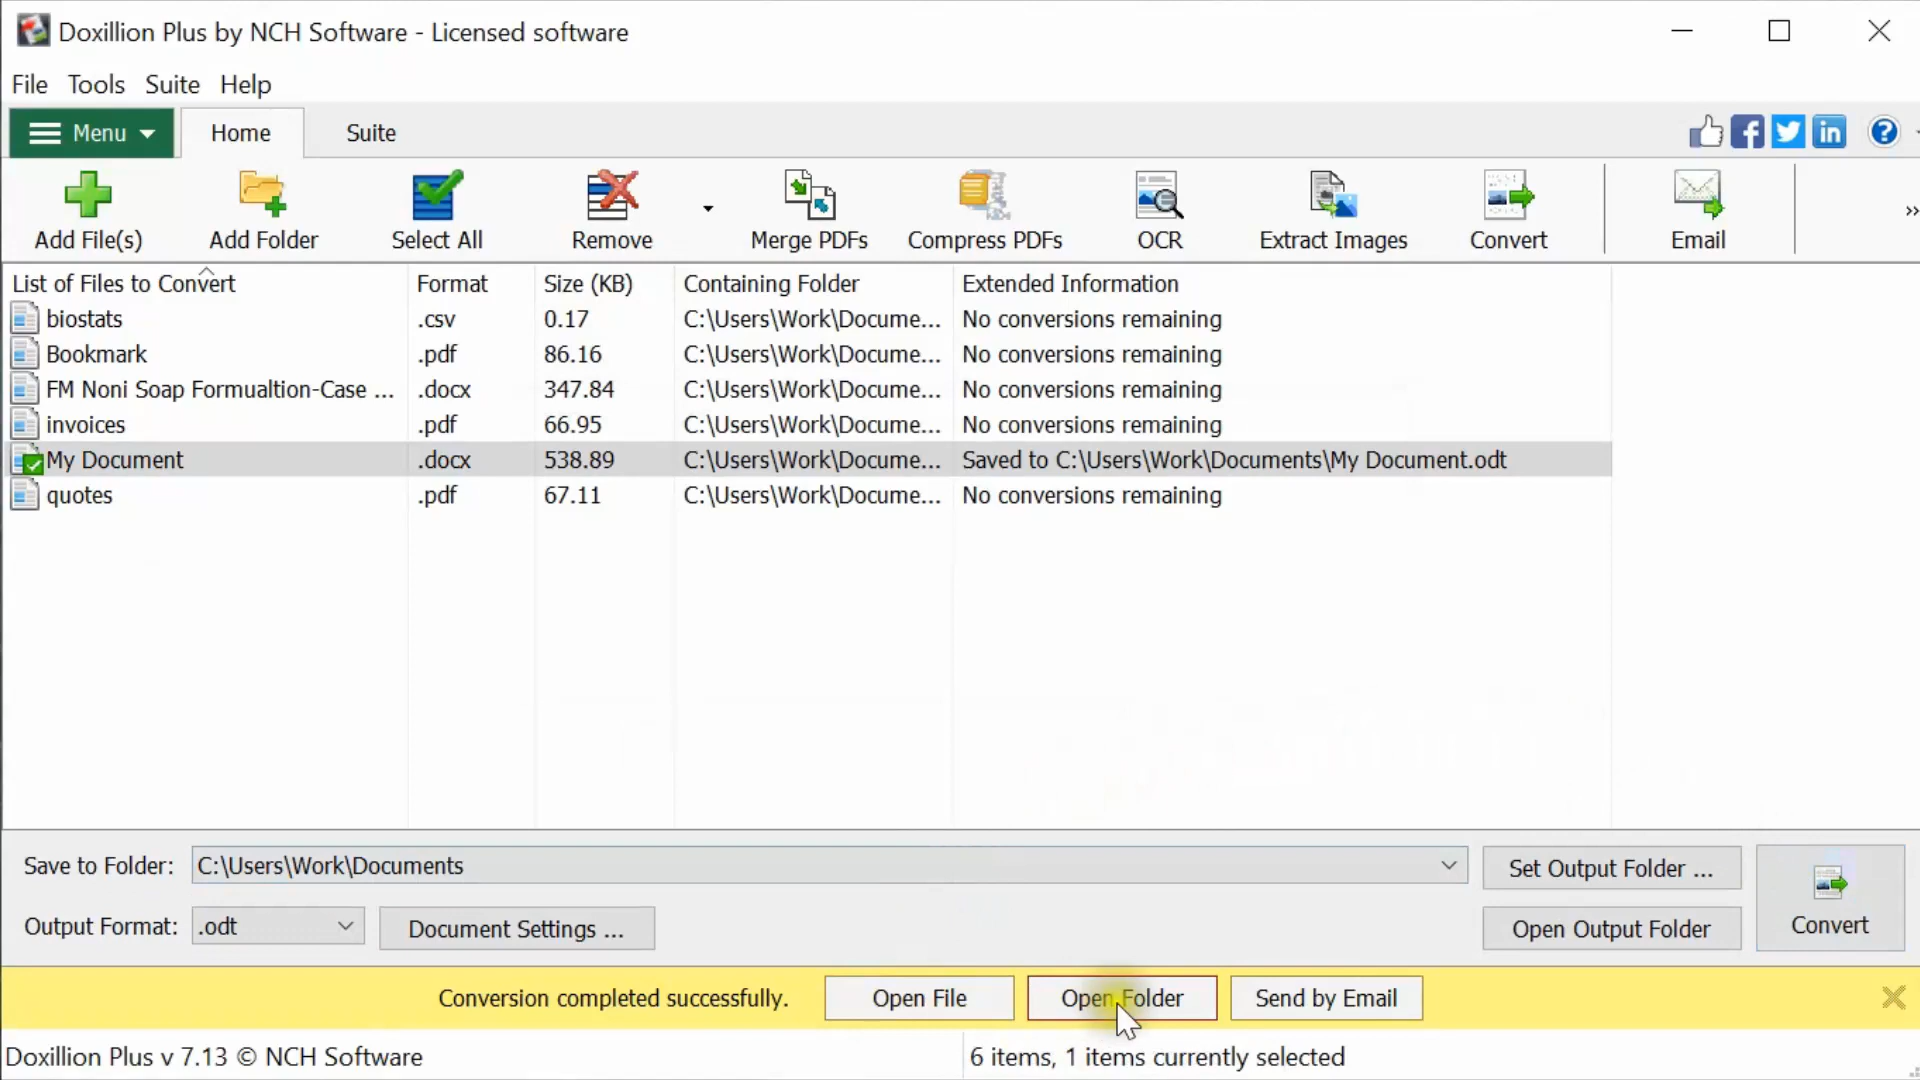 Doxillion Plus by NCH Software - Licensed software
File Tools Suite Help
Menu Home Suite
Add File(s) Add Folder Select All Remove Merge PDFs Compress PDFs OCR Extract Images Convert Email
List of Files to Convert Format Size (KB) Containing Folder Extended Information
biostats .csv 0.17 C:\Users\Work\Docume... No conversions remaining
Bookmark .pdf 86.16 C:\Users\Work\Docume... No conversions remaining
FM Noni Soap Formualtion-Case ... .docx 347.84 C:\Users\Work\Docume... No conversions remaining
invoices .pdf 66.95 C:\Users\Work\Docume... No conversions remaining
My Document .docx 538.89 C:\Users\Work\Docume... Saved to C:\Users\Work\Documents\My Document.odt
quotes .pdf 67.11 C:\Users\Work\Docume... No conversions remaining
Save to Folder: C:\Users\Work\Documents Set Output Folder ...
Output Format: .odt Document Settings ... Open Output Folder Convert
Conversion completed successfully. Open File Open Folder Send by Email
Doxillion Plus v 7.13 © NCH Software 6 items, 1 items currently selected